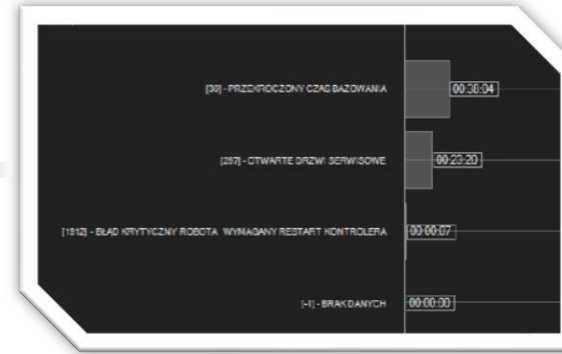 [30] - PRZEKROCZONY CZAS BAZOWANIA 00:38:04
[297] - OTWARTE DRZWI SERWISOWE 00:23:20
[1912] - BŁĄD KRYTYCZNY ROBOTA WYMAGANY RESTART KONTROLERA 00:00:07
[-1] - BRAK DANYCH 00:00:00